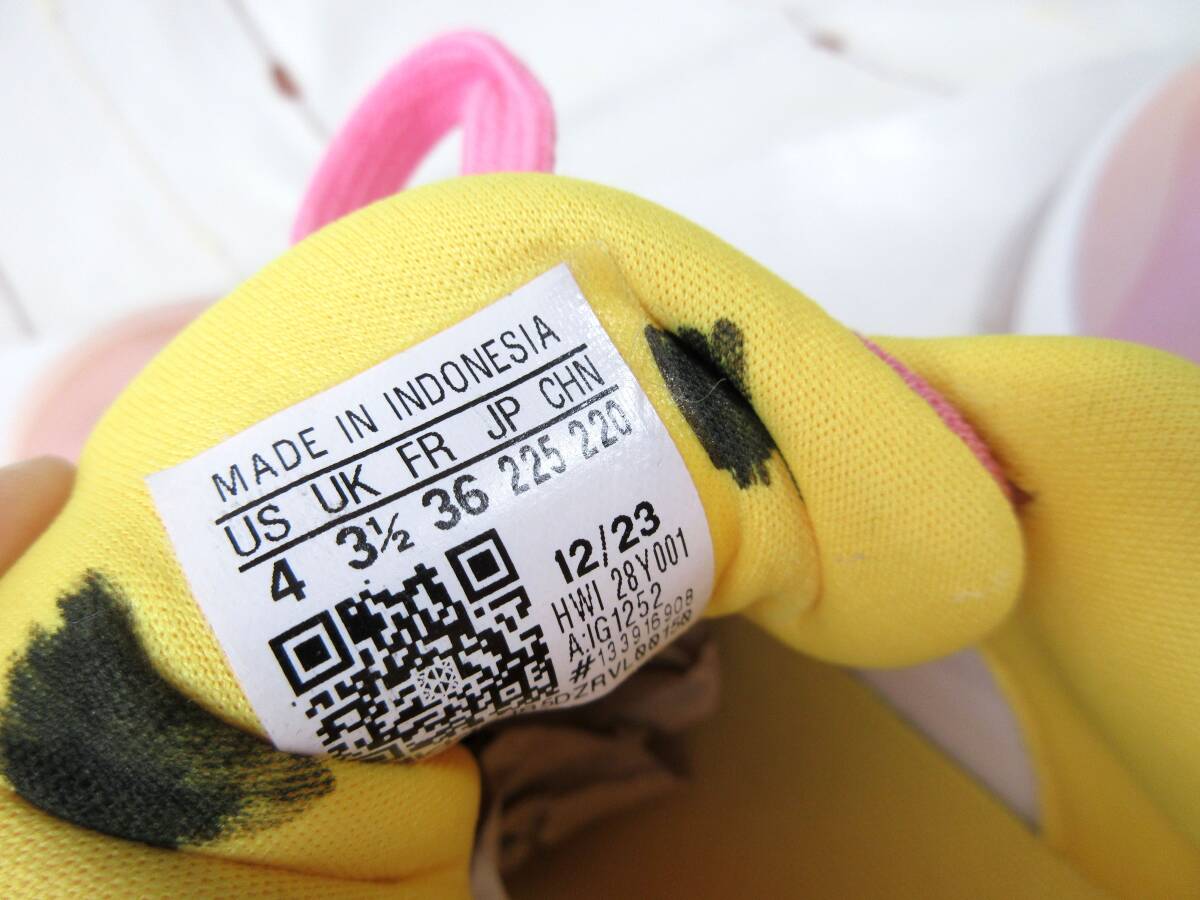 MADE IN INDONESIA
US UK FR JP CHN
4 3½ 36 225 220
12/23
HWI 28Y001
A:IG1252
#133916908